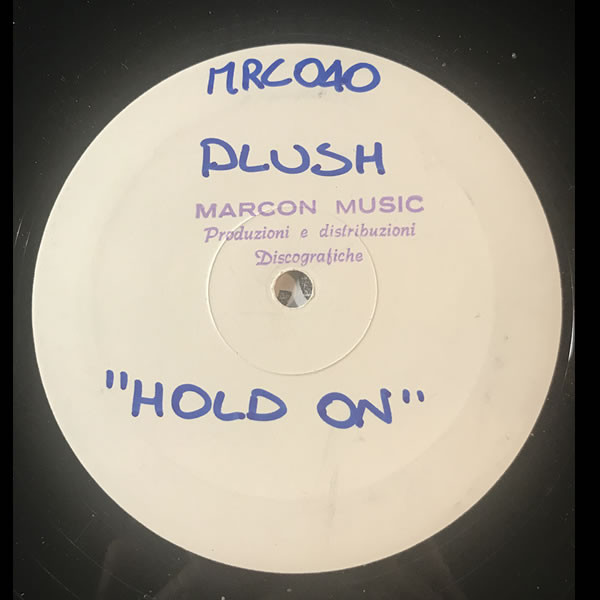 MRC040
PLUSH
MARCON MUSIC
Produzioni e distribuzioni
Discografiche
"HOLD ON"